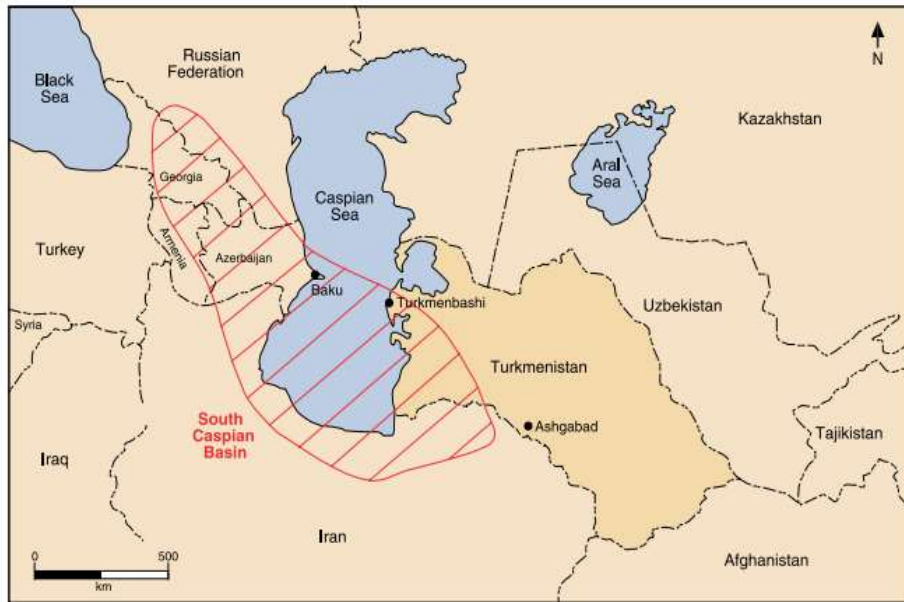 Russian
Federation
N
Black
Sea
Kazakhstan
Georgia
Aral
Sea
Caspian
Sea
Turkey
Armenia
Azerbaijan
Baku
Turkmenbashi
Uzbekistan
Syria
Turkmenistan
South
Caspian
Basin
Ashgabad
Tajikistan
Iraq
Iran
0 500
km
Afghanistan